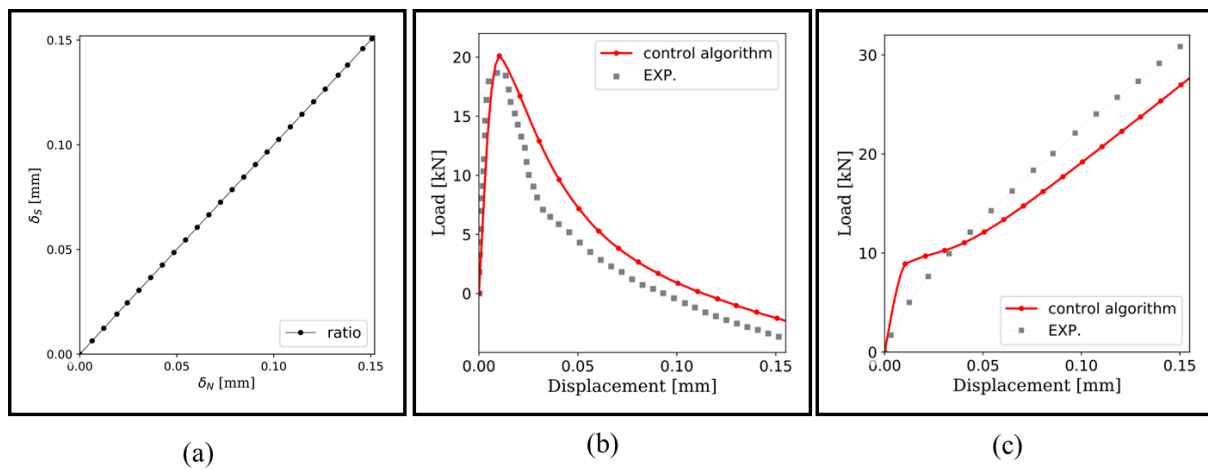 0.15
0.10
0.05
0.00
δS [mm]
0.00 0.05 0.10 0.15
δN [mm]
ratio
(a)
20
15
10
5
0
Load [kN]
0.00 0.05 0.10 0.15
Displacement [mm]
control algorithm
EXP.
(b)
30
20
10
0
Load [kN]
0.00 0.05 0.10 0.15
Displacement [mm]
control algorithm
EXP.
(c)